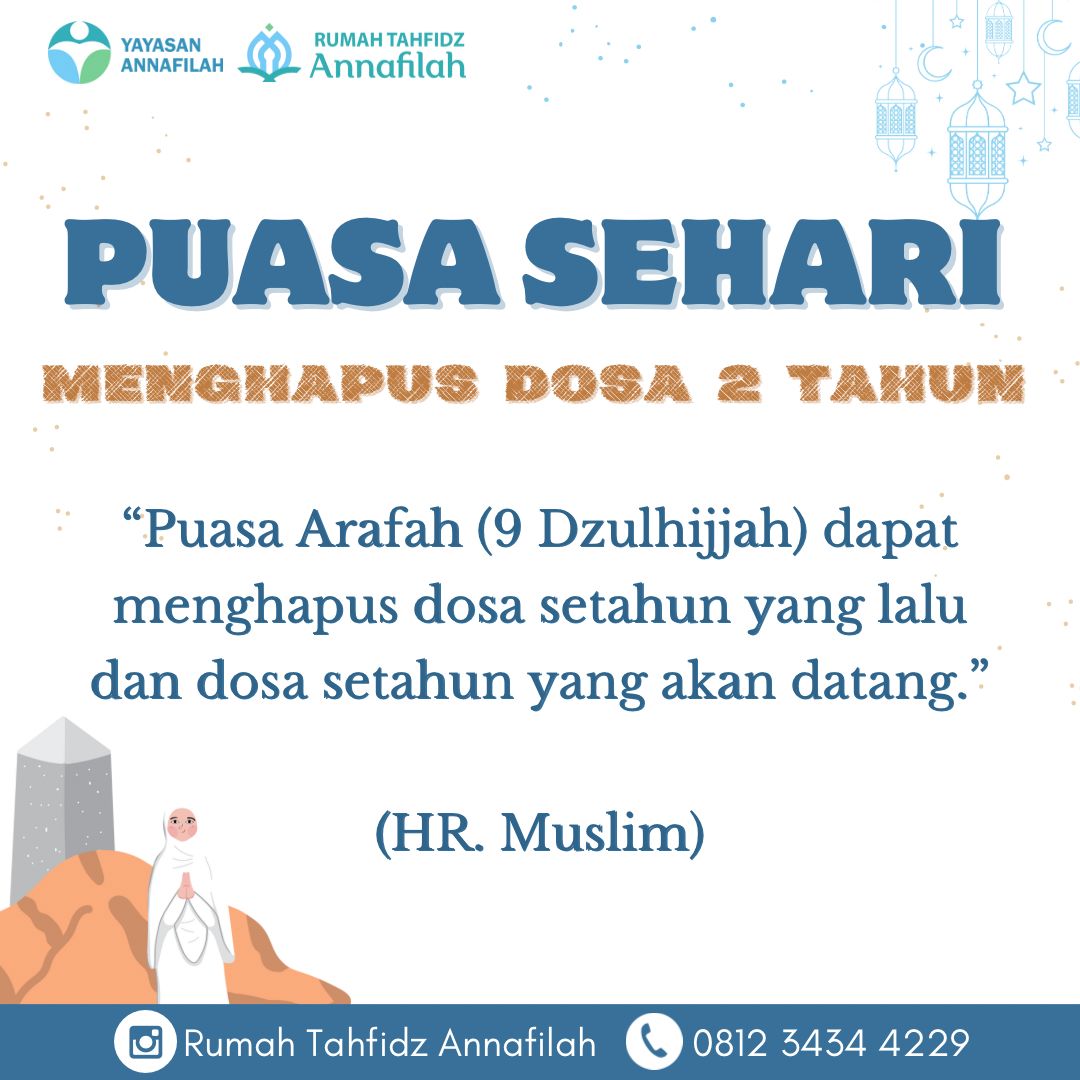 YAYASAN
ANNAFILAH
RUMAH TAHFIDZ
Annafilah
PUASA SEHARI
MENGHAPUS DOSA 2 TAHUN
“Puasa Arafah (9 Dzulhijjah) dapat
menghapus dosa setahun yang lalu
dan dosa setahun yang akan datang.”
(HR. Muslim)
Rumah Tahfidz Annafilah 0812 3434 4229